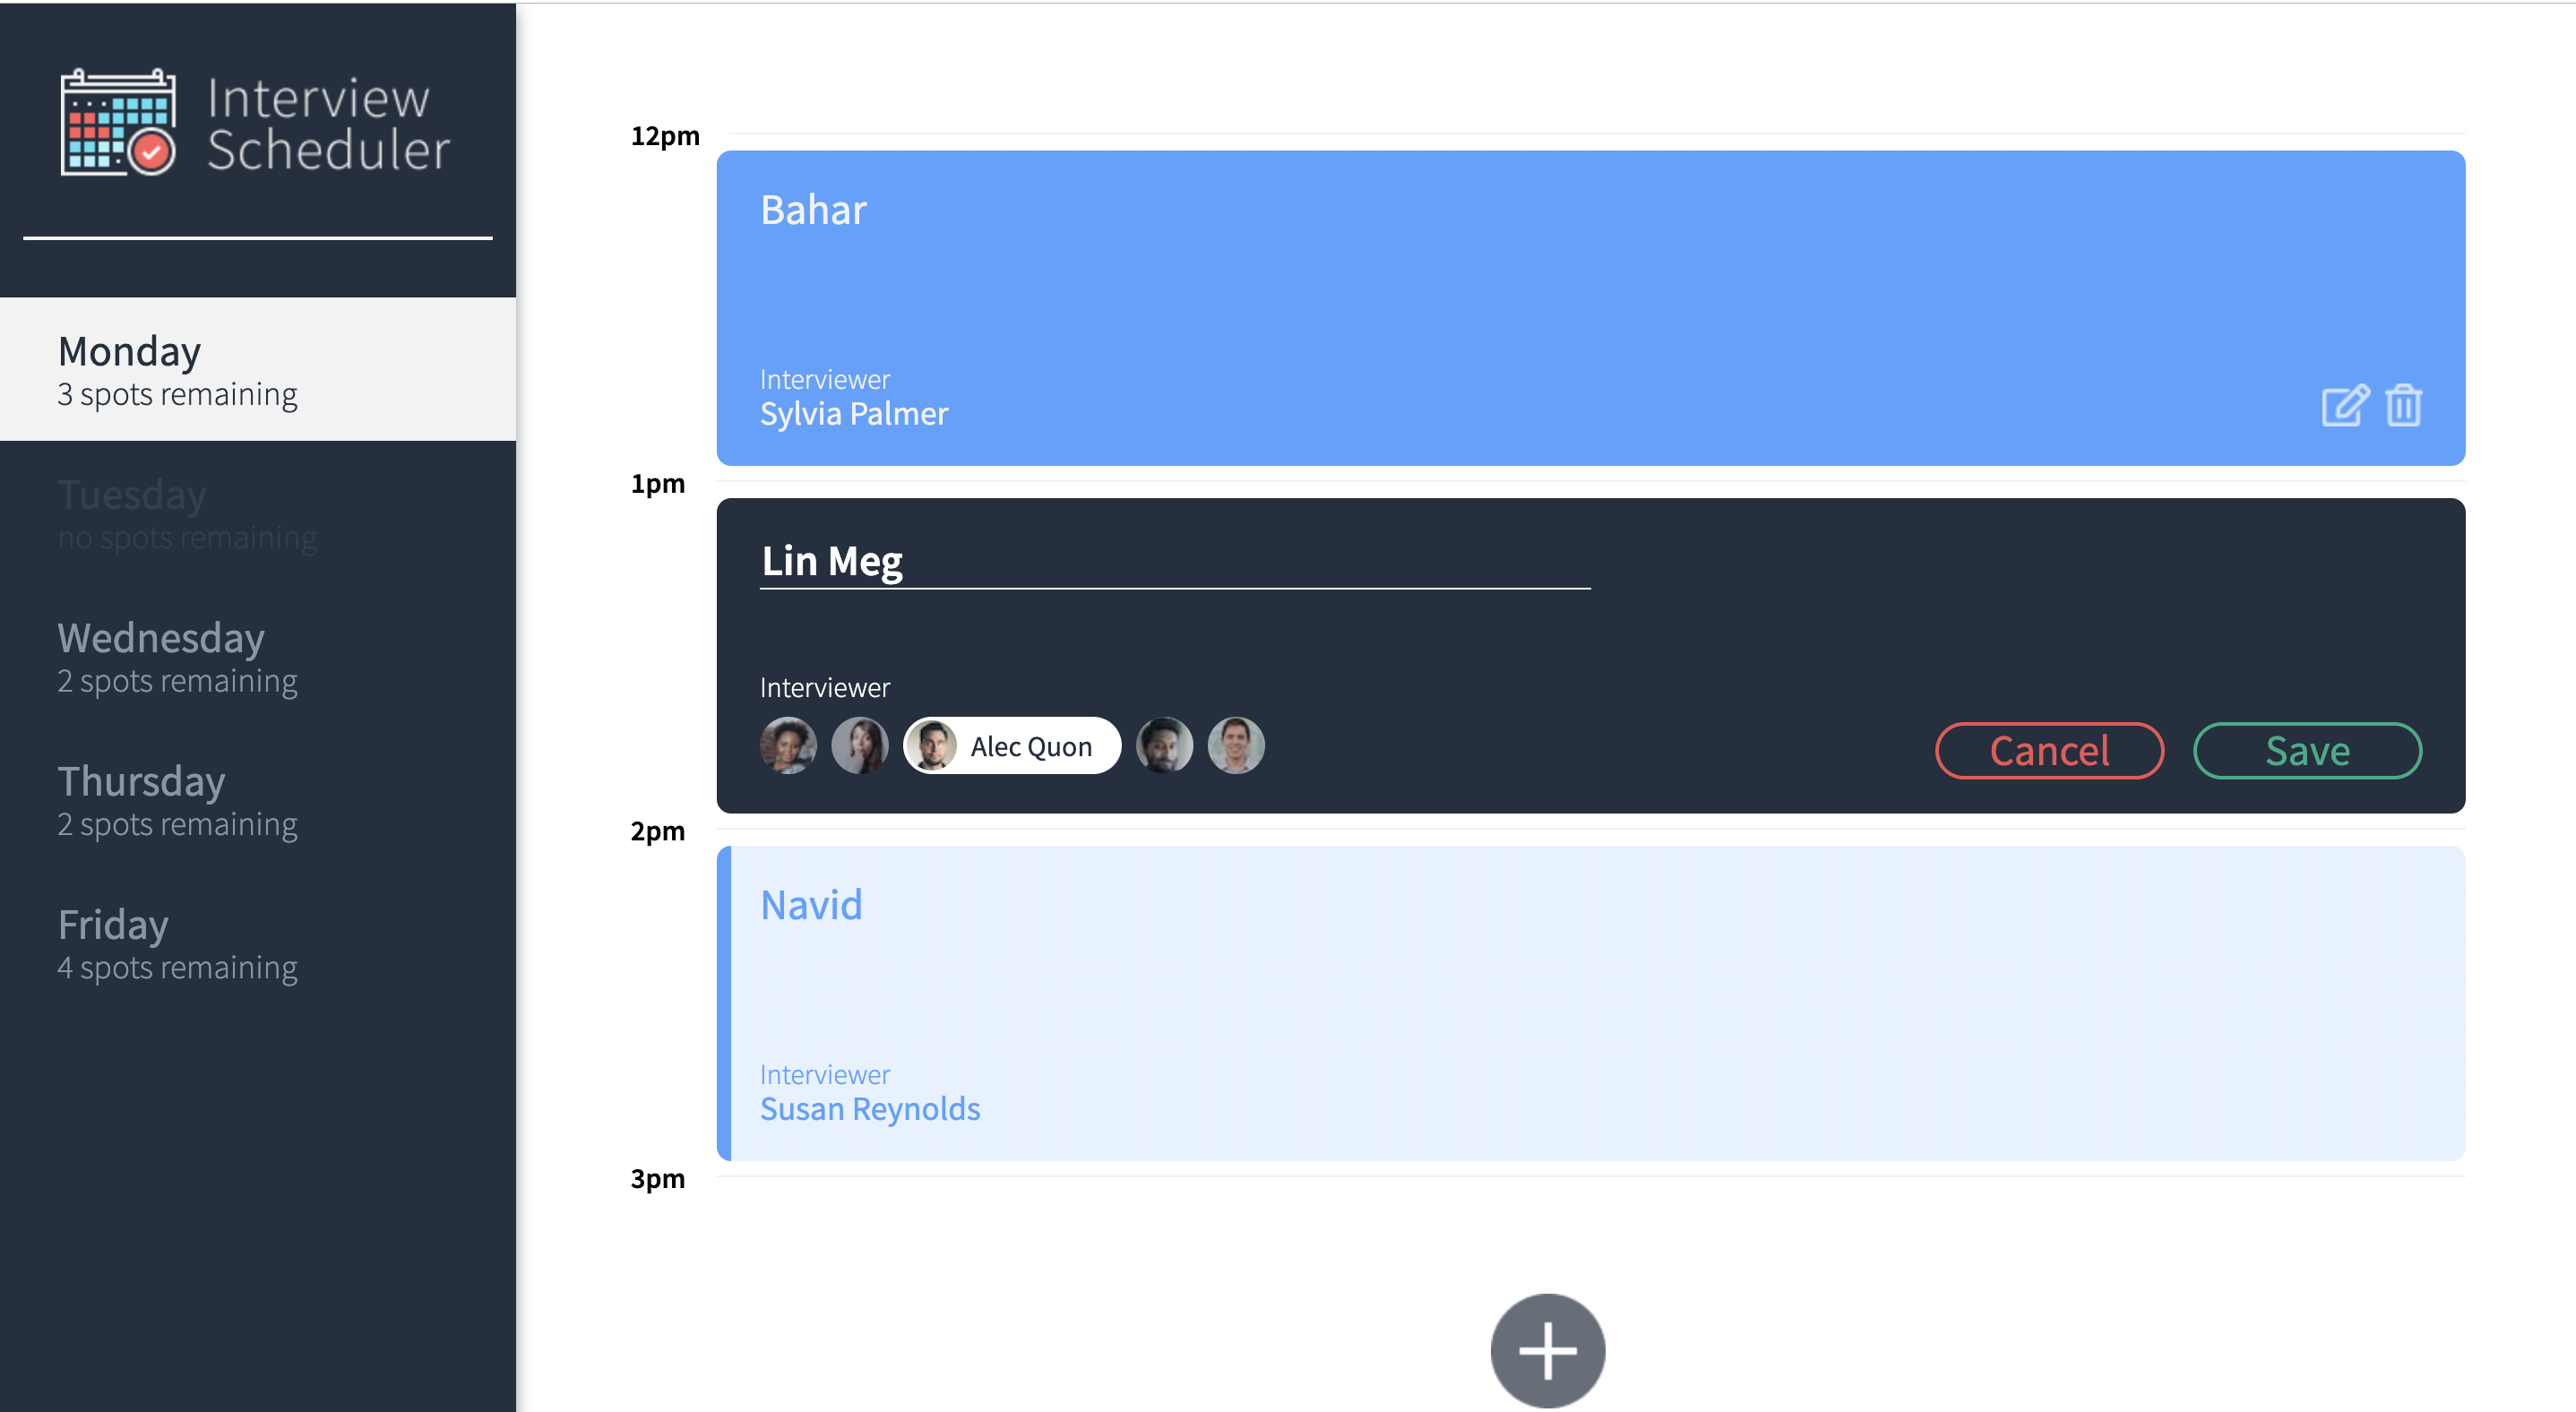 Interview
Scheduler
Monday
3 spots remaining
Tuesday
no spots remaining
Wednesday
2 spots remaining
Thursday
2 spots remaining
Friday
4 spots remaining
12pm
Bahar
Interviewer
Sylvia Palmer
1pm
Lin Meg
Interviewer
Alec Quon
Cancel
Save
2pm
Navid
Interviewer
Susan Reynolds
3pm